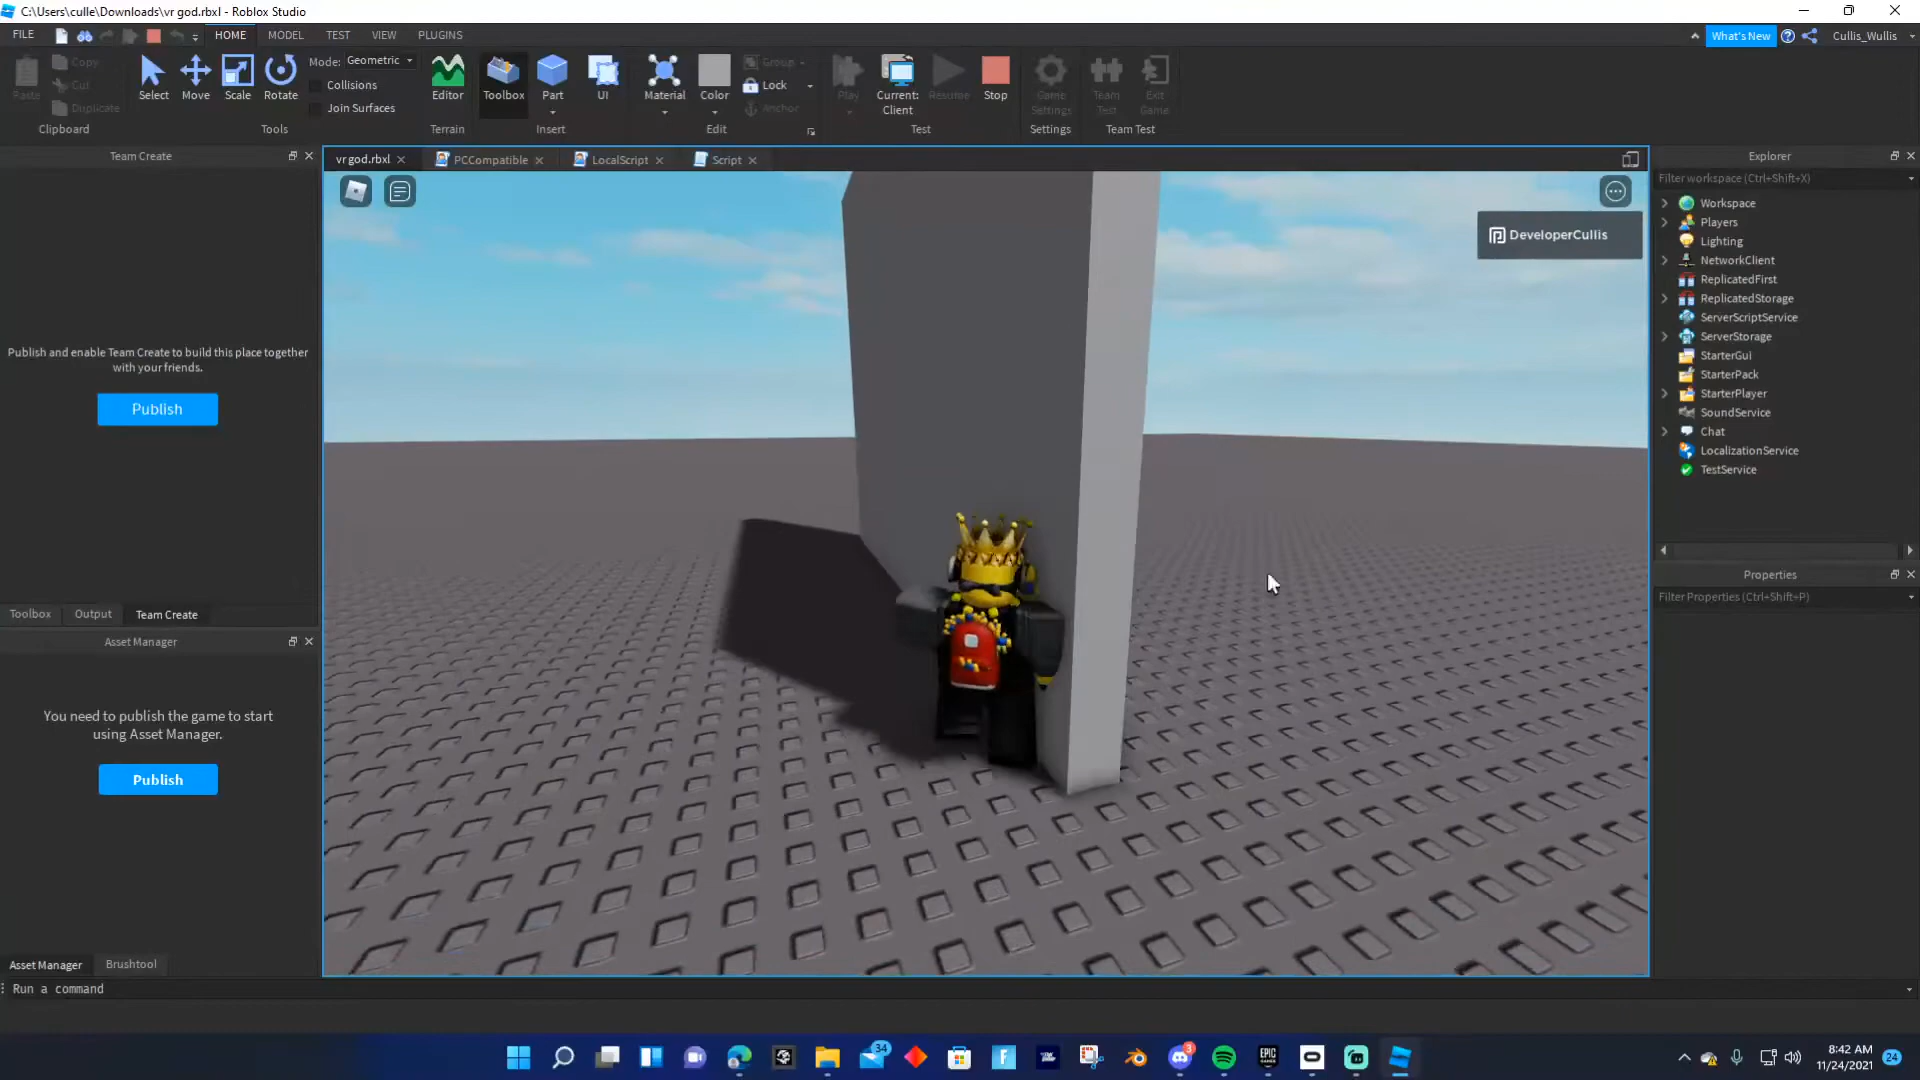 C:\Users\culle\Downloads\vr god.rbxl - Roblox Studio
FILE
HOME
MODEL
TEST
VIEW
PLUGINS
What's New
Cullis_Wullis
Paste
Copy
Cut
Duplicate
Clipboard
Select
Move
Scale
Rotate
Mode: Geometric
Collisions
Join Surfaces
Tools
Editor
Terrain
Toolbox
Part
UI
Insert
Material
Color
Group
Lock
Anchor
Edit
Play
Current:
Client
Resume
Stop
Test
Game
Settings
Settings
Team
Test
Exit
Game
Team Test
Team Create
Publish and enable Team Create to build this place together
with your friends.
Publish
Toolbox
Output
Team Create
Asset Manager
You need to publish the game to start
using Asset Manager.
Publish
Asset Manager
Brushtool
Run a command
vr god.rbxl
PCCompatible
LocalScript
Script
DeveloperCullis
Explorer
Filter workspace (Ctrl+Shift+X)
Workspace
Players
Lighting
NetworkClient
ReplicatedFirst
ReplicatedStorage
ServerScriptService
ServerStorage
StarterGui
StarterPack
StarterPlayer
SoundService
Chat
LocalizationService
TestService
Properties
Filter Properties (Ctrl+Shift+P)
34
3
EPIC
8:42 AM
11/24/2021
24